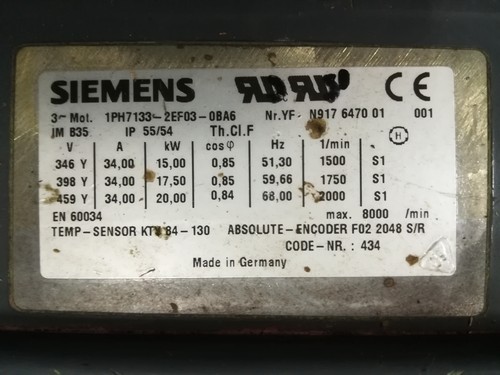 SIEMENS
3~ Mot. 1PH7133-2EF03-0BA6 Nr.YF- N917 6470 01 001
IM B35 IP 55/54 Th.Cl.F H
V A kW cosφ Hz 1/min
346 Y 34,00 15,00 0,85 51,30 1500 S1
398 Y 34,00 17,50 0,85 59,66 1750 S1
459 Y 34,00 20,00 0,84 68,00 2000 S1
EN 60034 max. 8000 /min
TEMP-SENSOR KTY 84-130 ABSOLUTE-ENCODER F02 2048 S/R
CODE-NR. : 434
Made in Germany